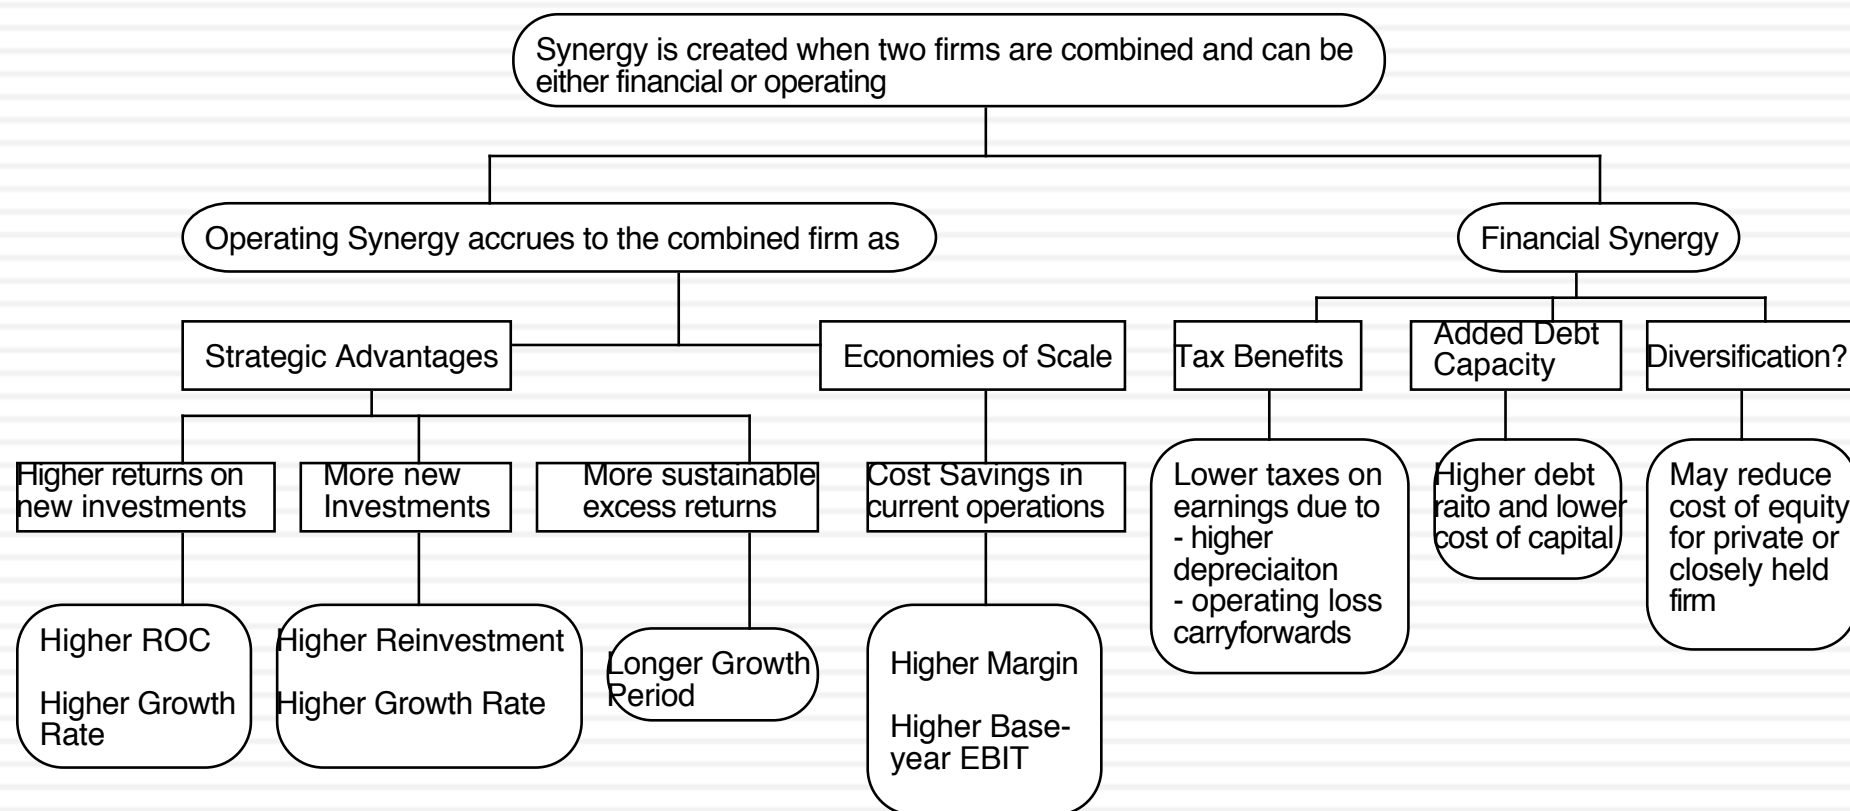 Synergy is created when two firms are combined and can be
either financial or operating
Operating Synergy accrues to the combined firm as
Financial Synergy
Strategic Advantages
Economies of Scale
Tax Benefits
Added Debt
Capacity
Diversification?
Higher returns on
new investments
More new
Investments
More sustainable
excess returns
Cost Savings in
current operations
Lower taxes on
earnings due to
- higher
depreciaiton
- operating loss
carryforwards
Higher debt
raito and lower
cost of capital
May reduce
cost of equity
for private or
closely held
firm
Higher ROC
Higher Growth
Rate
Higher Reinvestment
Higher Growth Rate
Longer Growth
Period
Higher Margin
Higher Base-
year EBIT